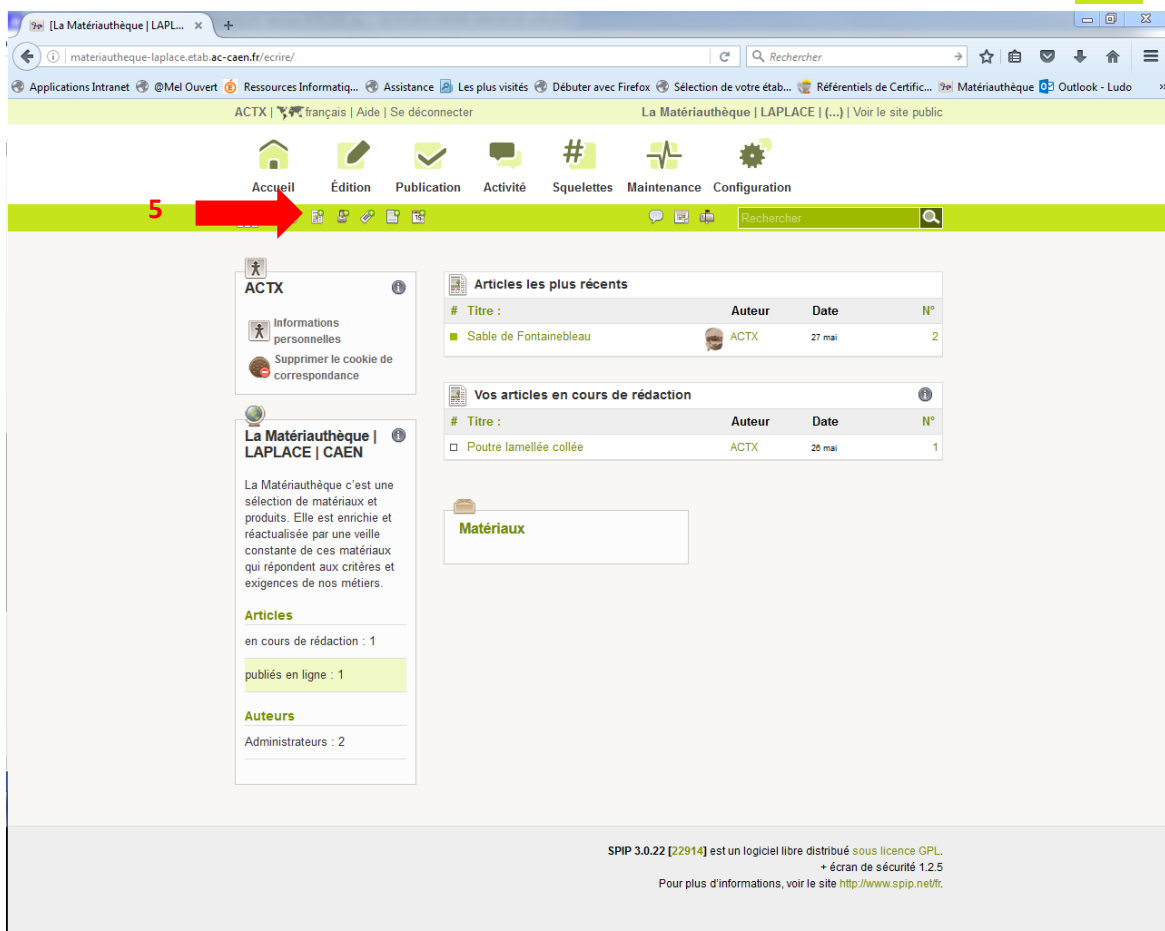 [La Matériauthèque | LAPL...
materiautheque-laplace.etab.ac-caen.fr/ecrire/
Rechercher
Applications Intranet @Mel Ouvert Ressources Informatiq... Assistance Les plus visités Débuter avec Firefox Sélection de votre étab... Référentiels de Certific... Matériauthèque Outlook - Ludo
ACTX | français | Aide | Se déconnecter
La Matériauthèque | LAPLACE | (...) | Voir le site public
Accueil Édition Publication Activité Squelettes Maintenance Configuration
5
Rechercher
ACTX
Informations
personnelles
Supprimer le cookie de
correspondance
La Matériauthèque |
LAPLACE | CAEN
La Matériauthèque c'est une
sélection de matériaux et
produits. Elle est enrichie et
réactualisée par une veille
constante de ces matériaux
qui répondent aux critères et
exigences de nos métiers.
Articles
en cours de rédaction : 1
publiés en ligne : 1
Auteurs
Administrateurs : 2
Articles les plus récents
# Titre : Auteur Date N°
Sable de Fontainebleau ACTX 27 mai 2
Vos articles en cours de rédaction
# Titre : Auteur Date N°
Poutre lamellée collée ACTX 26 mai 1
Matériaux
SPIP 3.0.22 [22914] est un logiciel libre distribué sous licence GPL.
+ écran de sécurité 1.2.5
Pour plus d'informations, voir le site http://www.spip.net/fr.